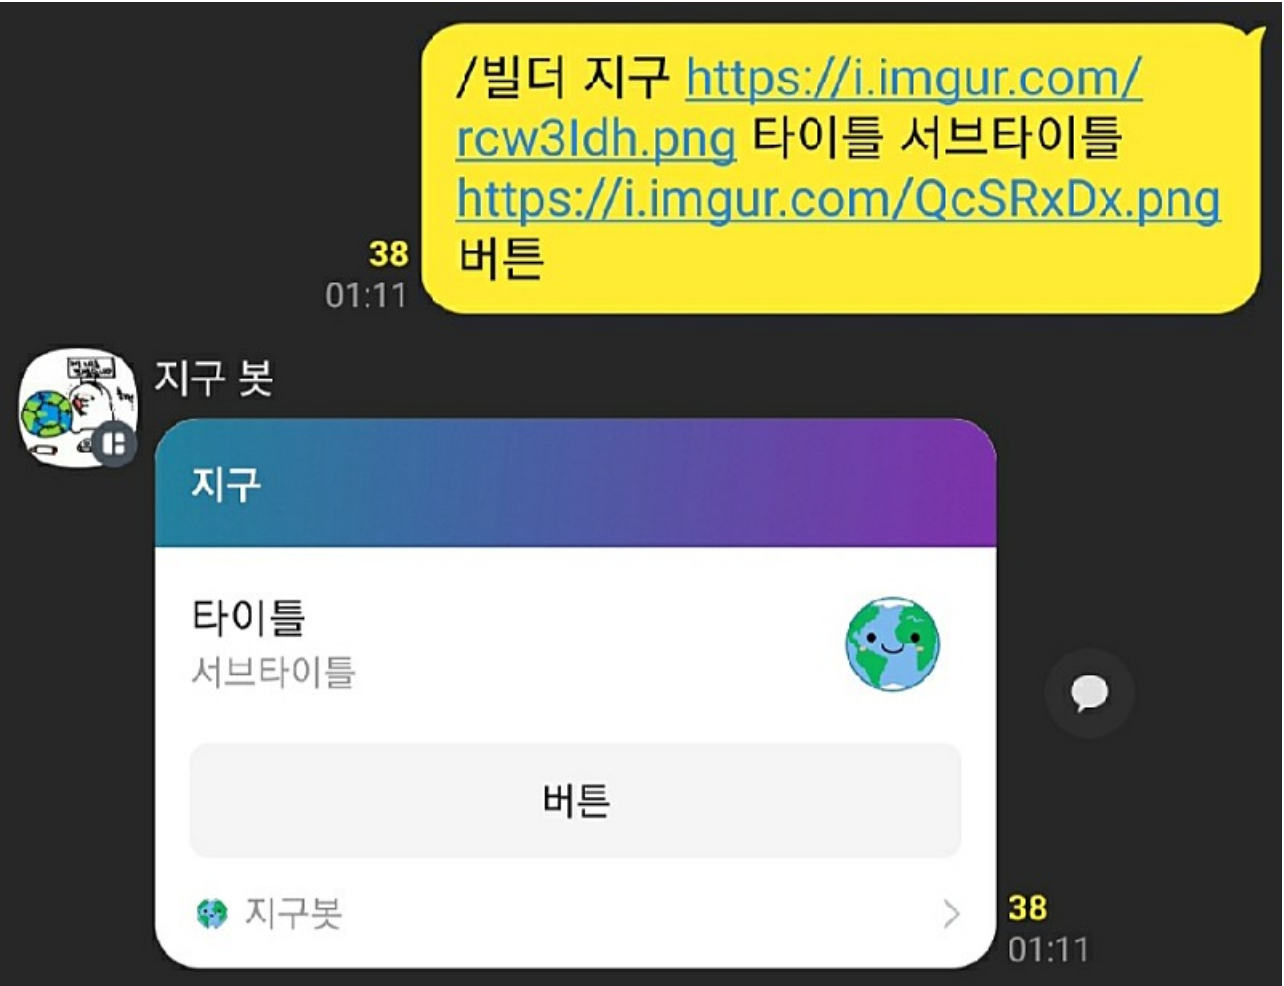 /빌더 지구 https://i.imgur.com/
rcw3ldh.png 타이틀 서브타이틀
https://i.imgur.com/QcSRxDx.png
버튼
38
01:11
지구 봇
지구
타이틀
서브타이틀
버튼
지구봇
38
01:11